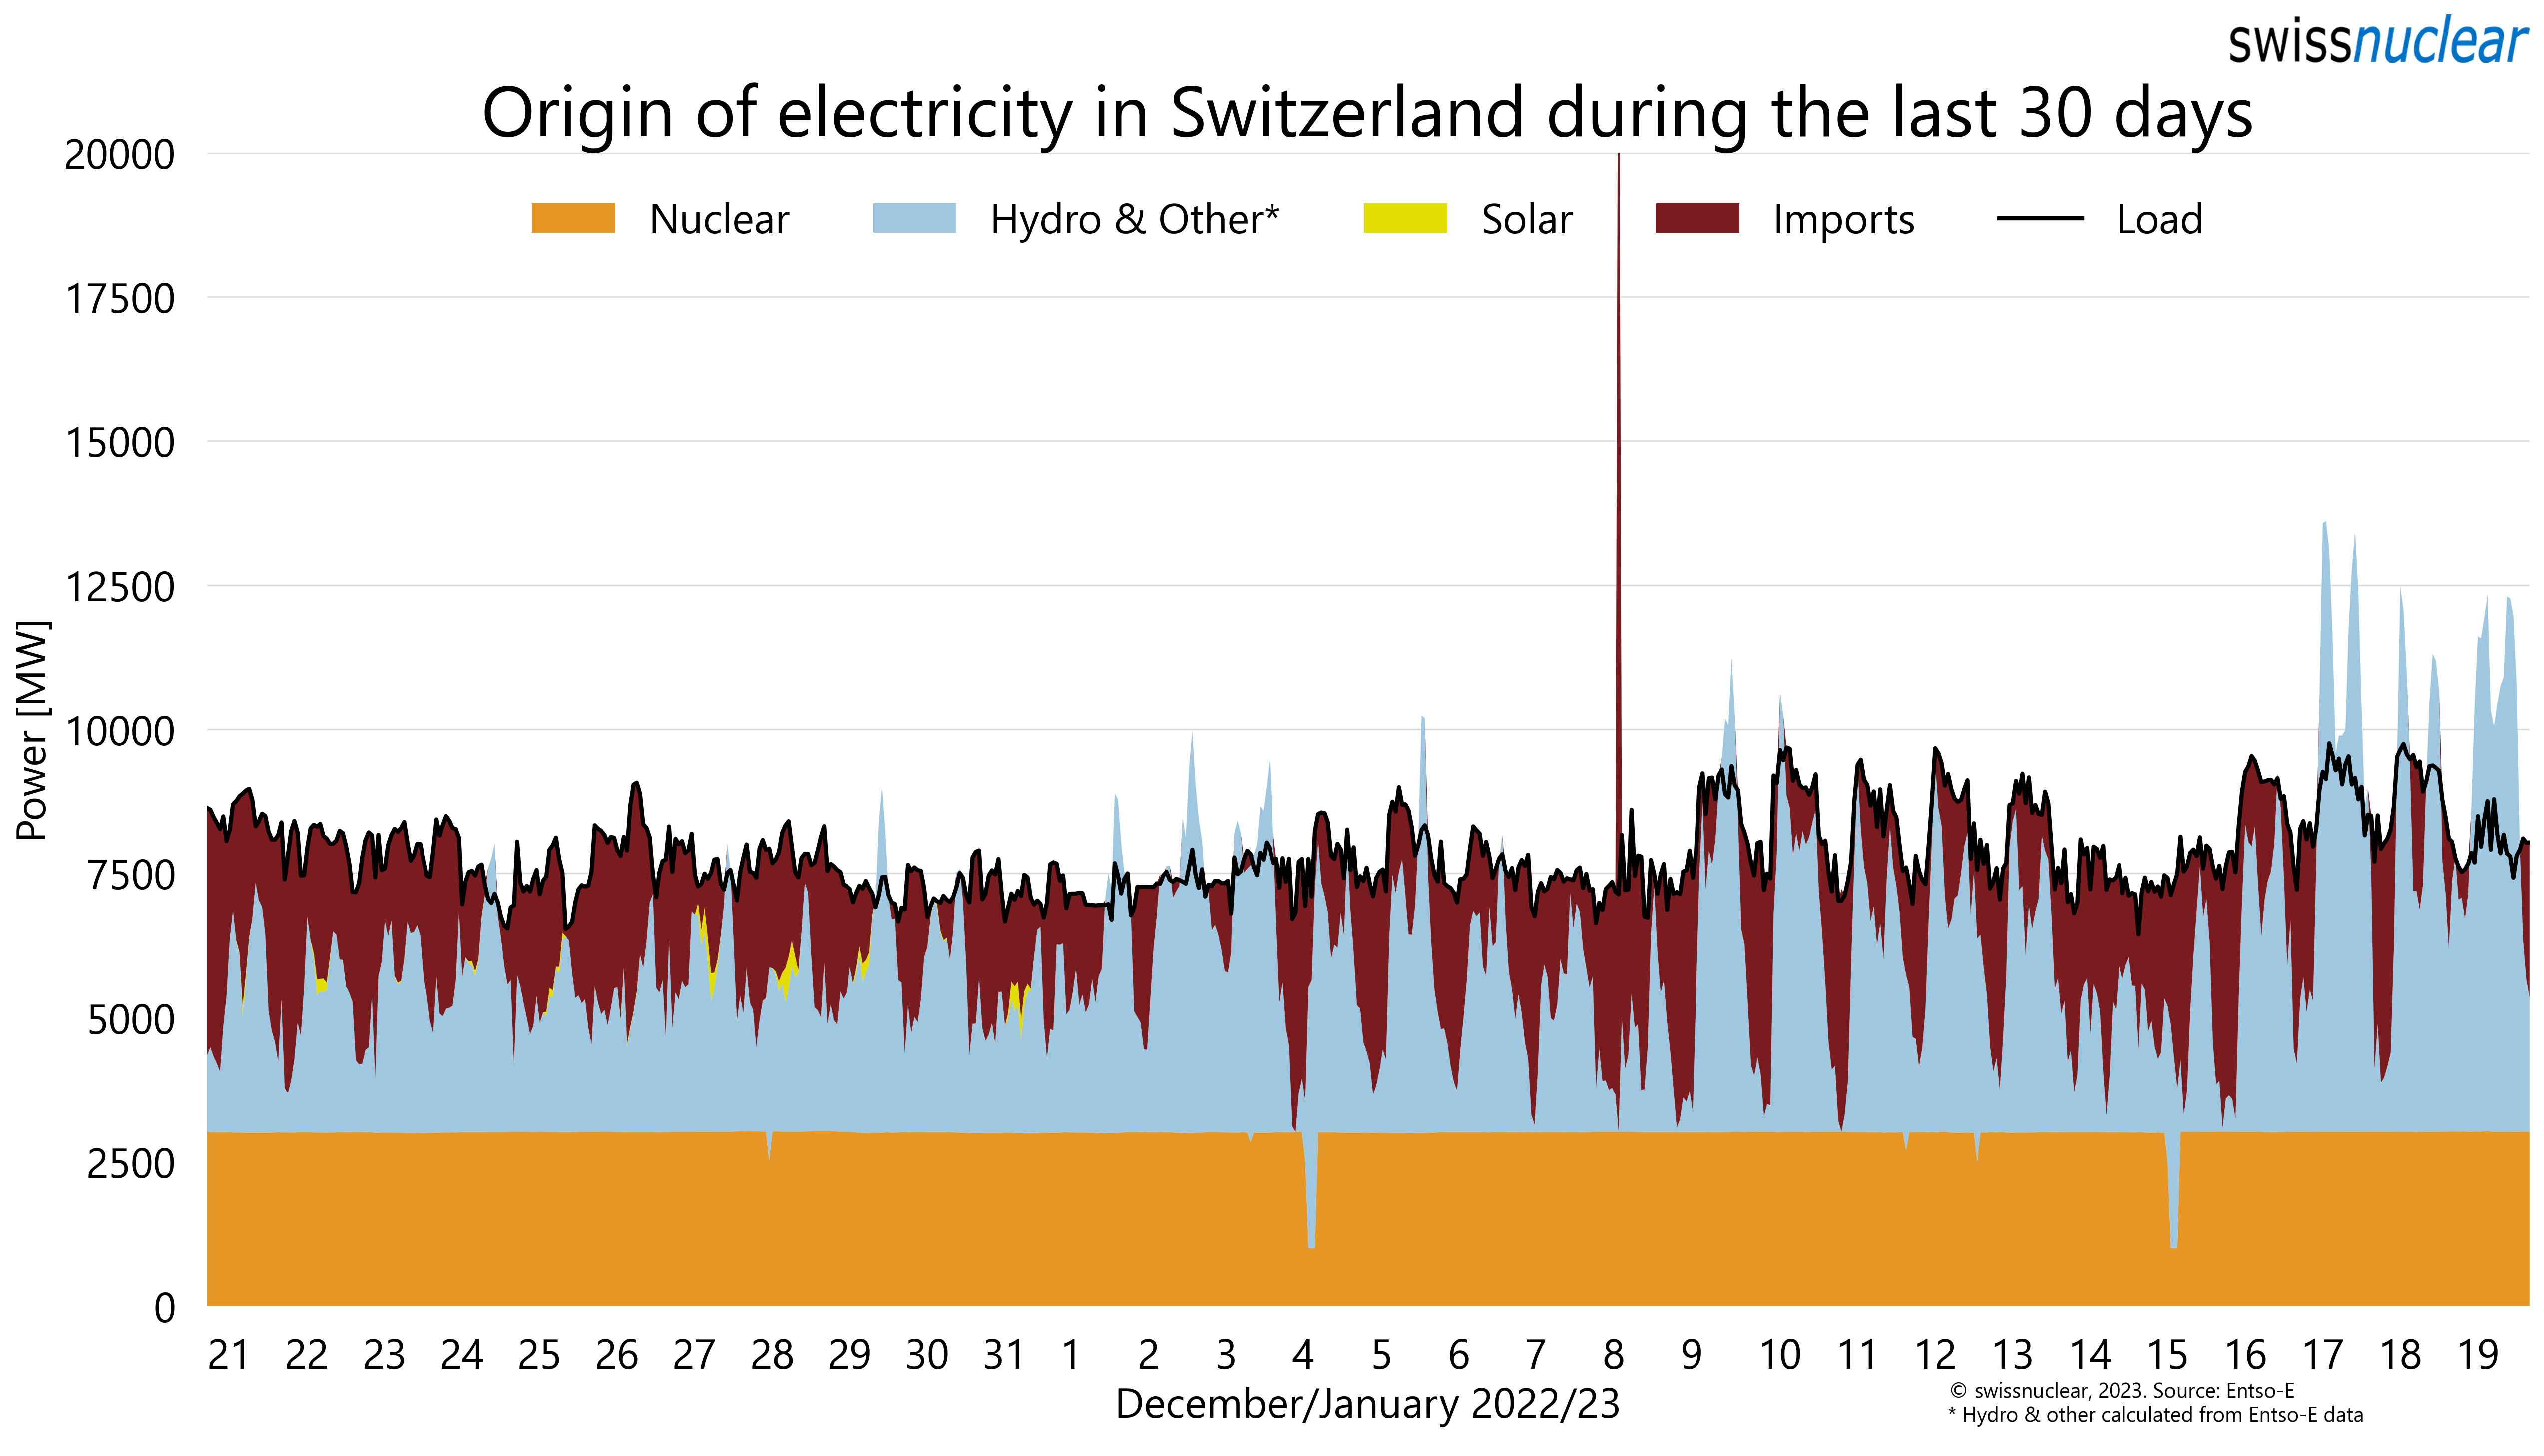 swissnuclear
Origin of electricity in Switzerland during the last 30 days
20000
Nuclear Hydro & Other* Solar Imports Load
17500
15000
12500
10000
7500
5000
2500
0
Power [MW]
21 22 23 24 25 26 27 28 29 30 31 1 2 3 4 5 6 7 8 9 10 11 12 13 14 15 16 17 18 19
December/January 2022/23
© swissnuclear, 2023. Source: Entso-E
* Hydro & other calculated from Entso-E data